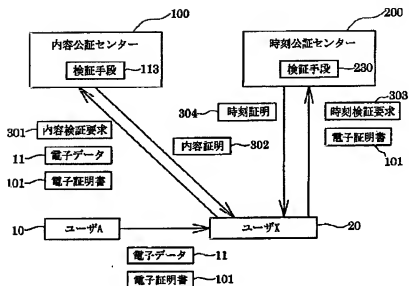 100
内容公証センター
検証手段 113
200
時刻公証センター
検証手段 230
303
304 時刻証明
時刻検証要求
301 内容検証要求
内容証明 302
11 電子データ
電子証明書
101
101 電子証明書
10 ユーザA
ユーザX 20
電子データ 11
電子証明書 101